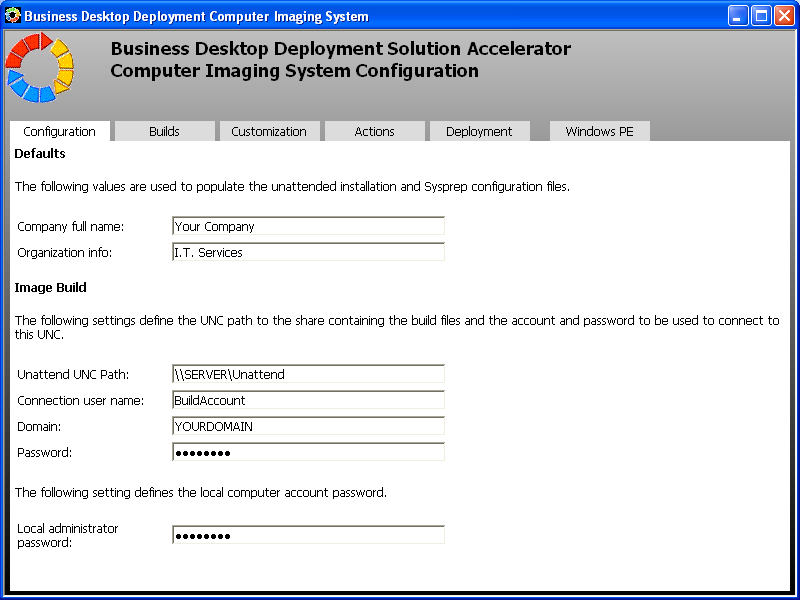 Business Desktop Deployment Computer Imaging System
Business Desktop Deployment Solution Accelerator
Computer Imaging System Configuration
Configuration Builds Customization Actions Deployment Windows PE
Defaults
The following values are used to populate the unattended installation and Sysprep configuration files.
Company full name: Your Company
Organization info: I.T. Services
Image Build
The following settings define the UNC path to the share containing the build files and the account and password to be used to connect to
this UNC.
Unattend UNC Path: \\SERVER\Unattend
Connection user name: BuildAccount
Domain: YOURDOMAIN
Password: ●●●●●●●●
The following setting defines the local computer account password.
Local administrator
password: ●●●●●●●●